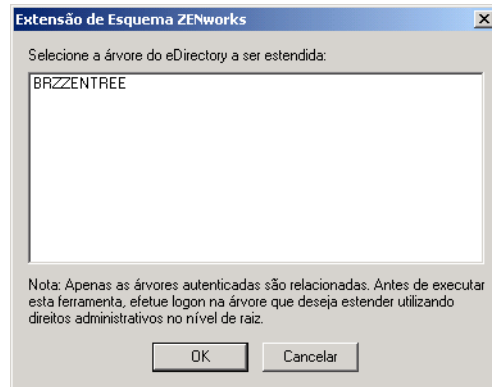 Extensão de Esquema ZENworks
Selecione a árvore do eDirectory a ser estendida:
BRZZENTREE
Nota: Apenas as árvores autenticadas são relacionadas. Antes de executar
esta ferramenta, efetue logon na árvore que deseja estender utilizando
direitos administrativos no nível de raiz.
OK
Cancelar